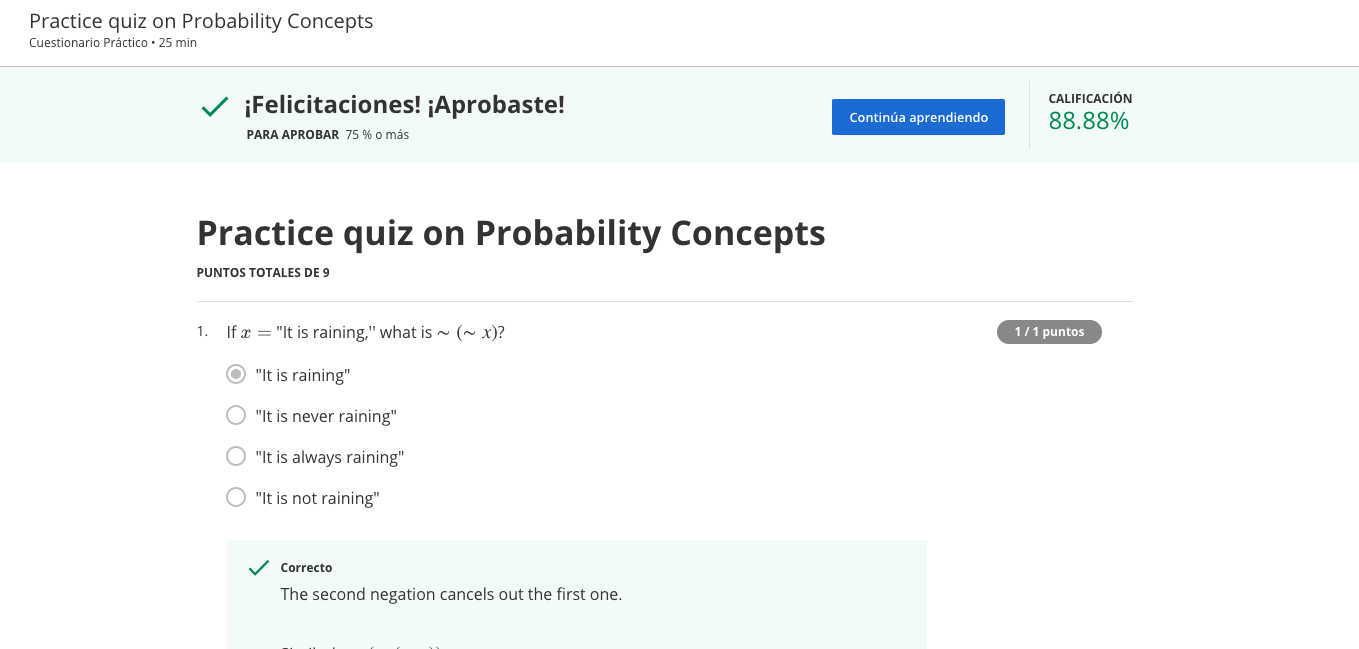 Practice quiz on Probability Concepts
Cuestionario Práctico • 25 min
¡Felicitaciones! ¡Aprobaste!
PARA APROBAR 75 % o más
Continúa aprendiendo
CALIFICACIÓN
88.88%
Practice quiz on Probability Concepts
PUNTOS TOTALES DE 9
1. If x = "It is raining,'' what is ∼ (∼ x)?
1 / 1 puntos
"It is raining"
"It is never raining"
"It is always raining"
"It is not raining"
Correcto
The second negation cancels out the first one.